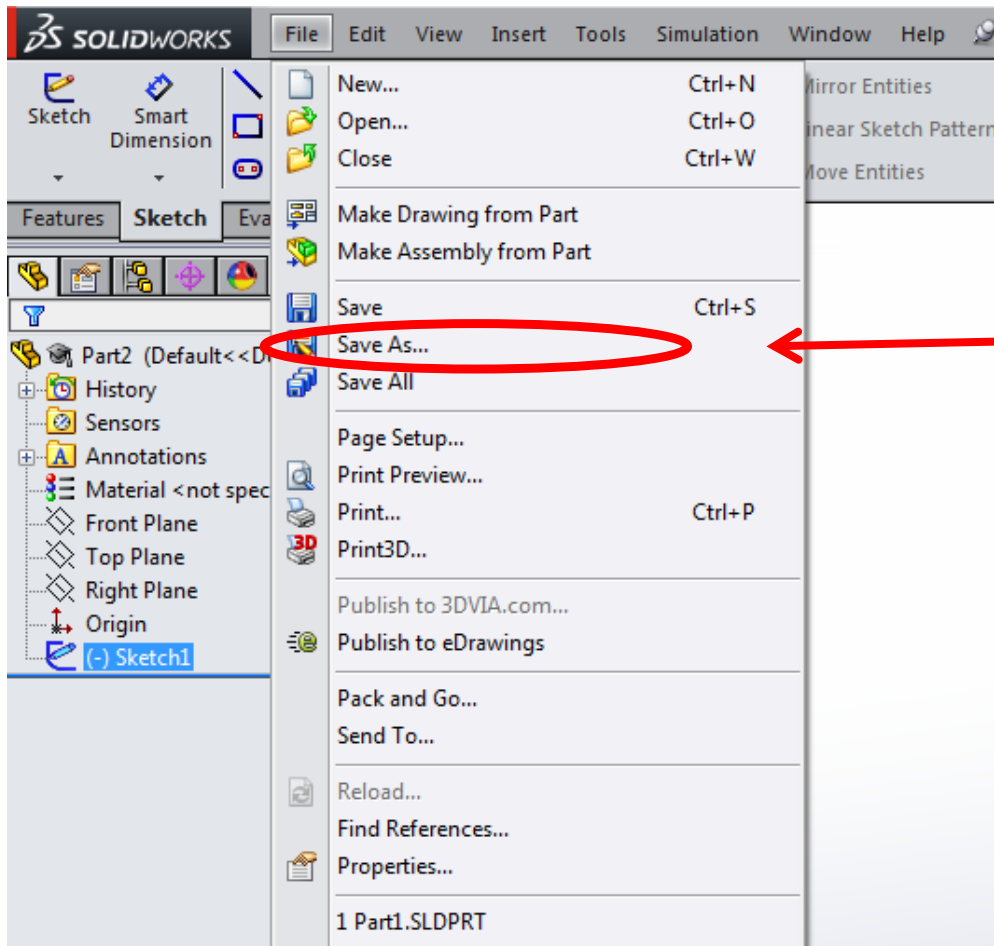 SOLIDWORKS File Edit View Insert Tools Simulation Window Help
Sketch
Smart
Dimension
Mirror Entities
Linear Sketch Pattern
Move Entities
Features Sketch Eva
New... Ctrl+N
Open... Ctrl+O
Close Ctrl+W
Make Drawing from Part
Make Assembly from Part
Save Ctrl+S
Save As...
Save All
Page Setup...
Print Preview...
Print... Ctrl+P
Print3D...
Publish to 3DVIA.com...
Publish to eDrawings
Pack and Go...
Send To...
Reload...
Find References...
Properties...
1 Part1.SLDPRT
Part2 (Default<<D
History
Sensors
A Annotations
Material <not spec
Front Plane
Top Plane
Right Plane
Origin
(-) Sketch1